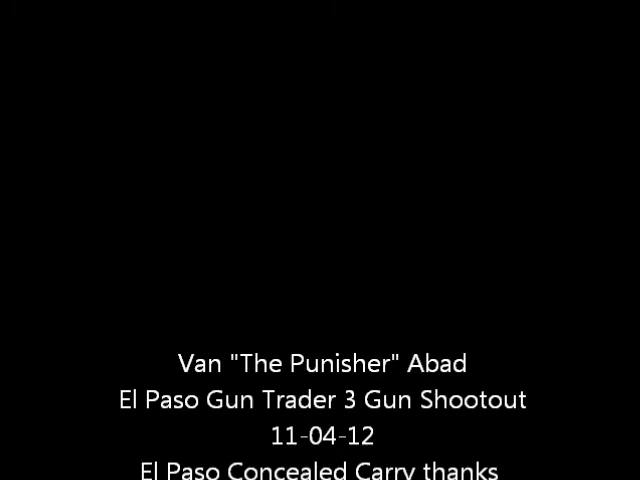 Van "The Punisher" Abad
El Paso Gun Trader 3 Gun Shootout
11-04-12
El Paso Concealed Carry thanks